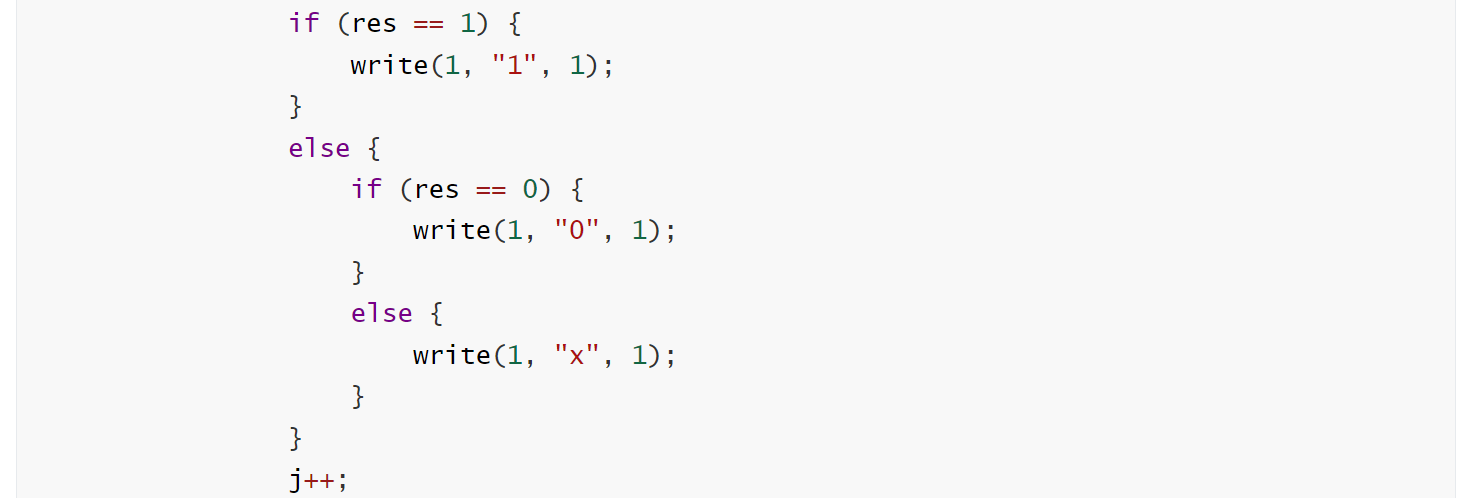 if (res == 1) {
    write(1, "1", 1);
}
else {
    if (res == 0) {
        write(1, "0", 1);
    }
    else {
        write(1, "x", 1);
    }
}
j++;